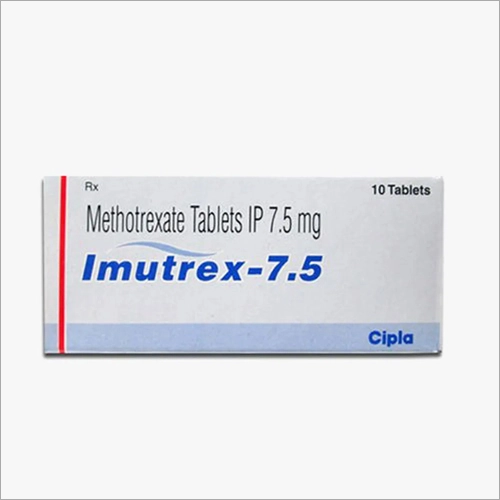 Rx
10 Tablets
Methotrexate Tablets IP 7.5 mg
Imutrex-7.5
Cipla